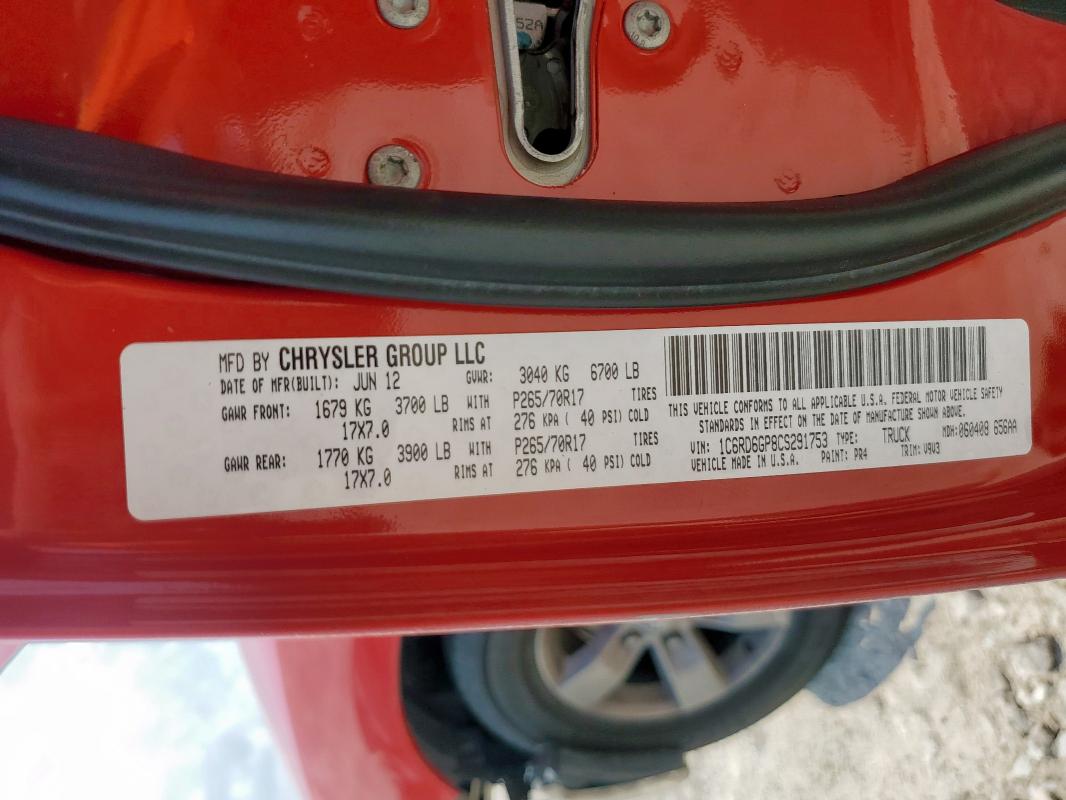 52A
MFD BY CHRYSLER GROUP LLC
DATE OF MFR(BUILT): JUN 12 GVWR: 3040 KG 6700 LB
GAWR FRONT: 1679 KG 3700 LB WITH P265/70R17 TIRES
17X7.0 RIMS AT 276 KPA ( 40 PSI) COLD
GAWR REAR: 1770 KG 3900 LB WITH P265/70R17 TIRES
17X7.0 RIMS AT 276 KPA ( 40 PSI) COLD
THIS VEHICLE CONFORMS TO ALL APPLICABLE U.S.A. FEDERAL MOTOR VEHICLE SAFETY
STANDARDS IN EFFECT ON THE DATE OF MANUFACTURE SHOWN ABOVE.
VIN: 1C6RD6GP8CS291753 TYPE: TRUCK MDH: 060408 656AA
VEHICLE MADE IN U.S.A. PAINT: PR4 TRIM: V9V3